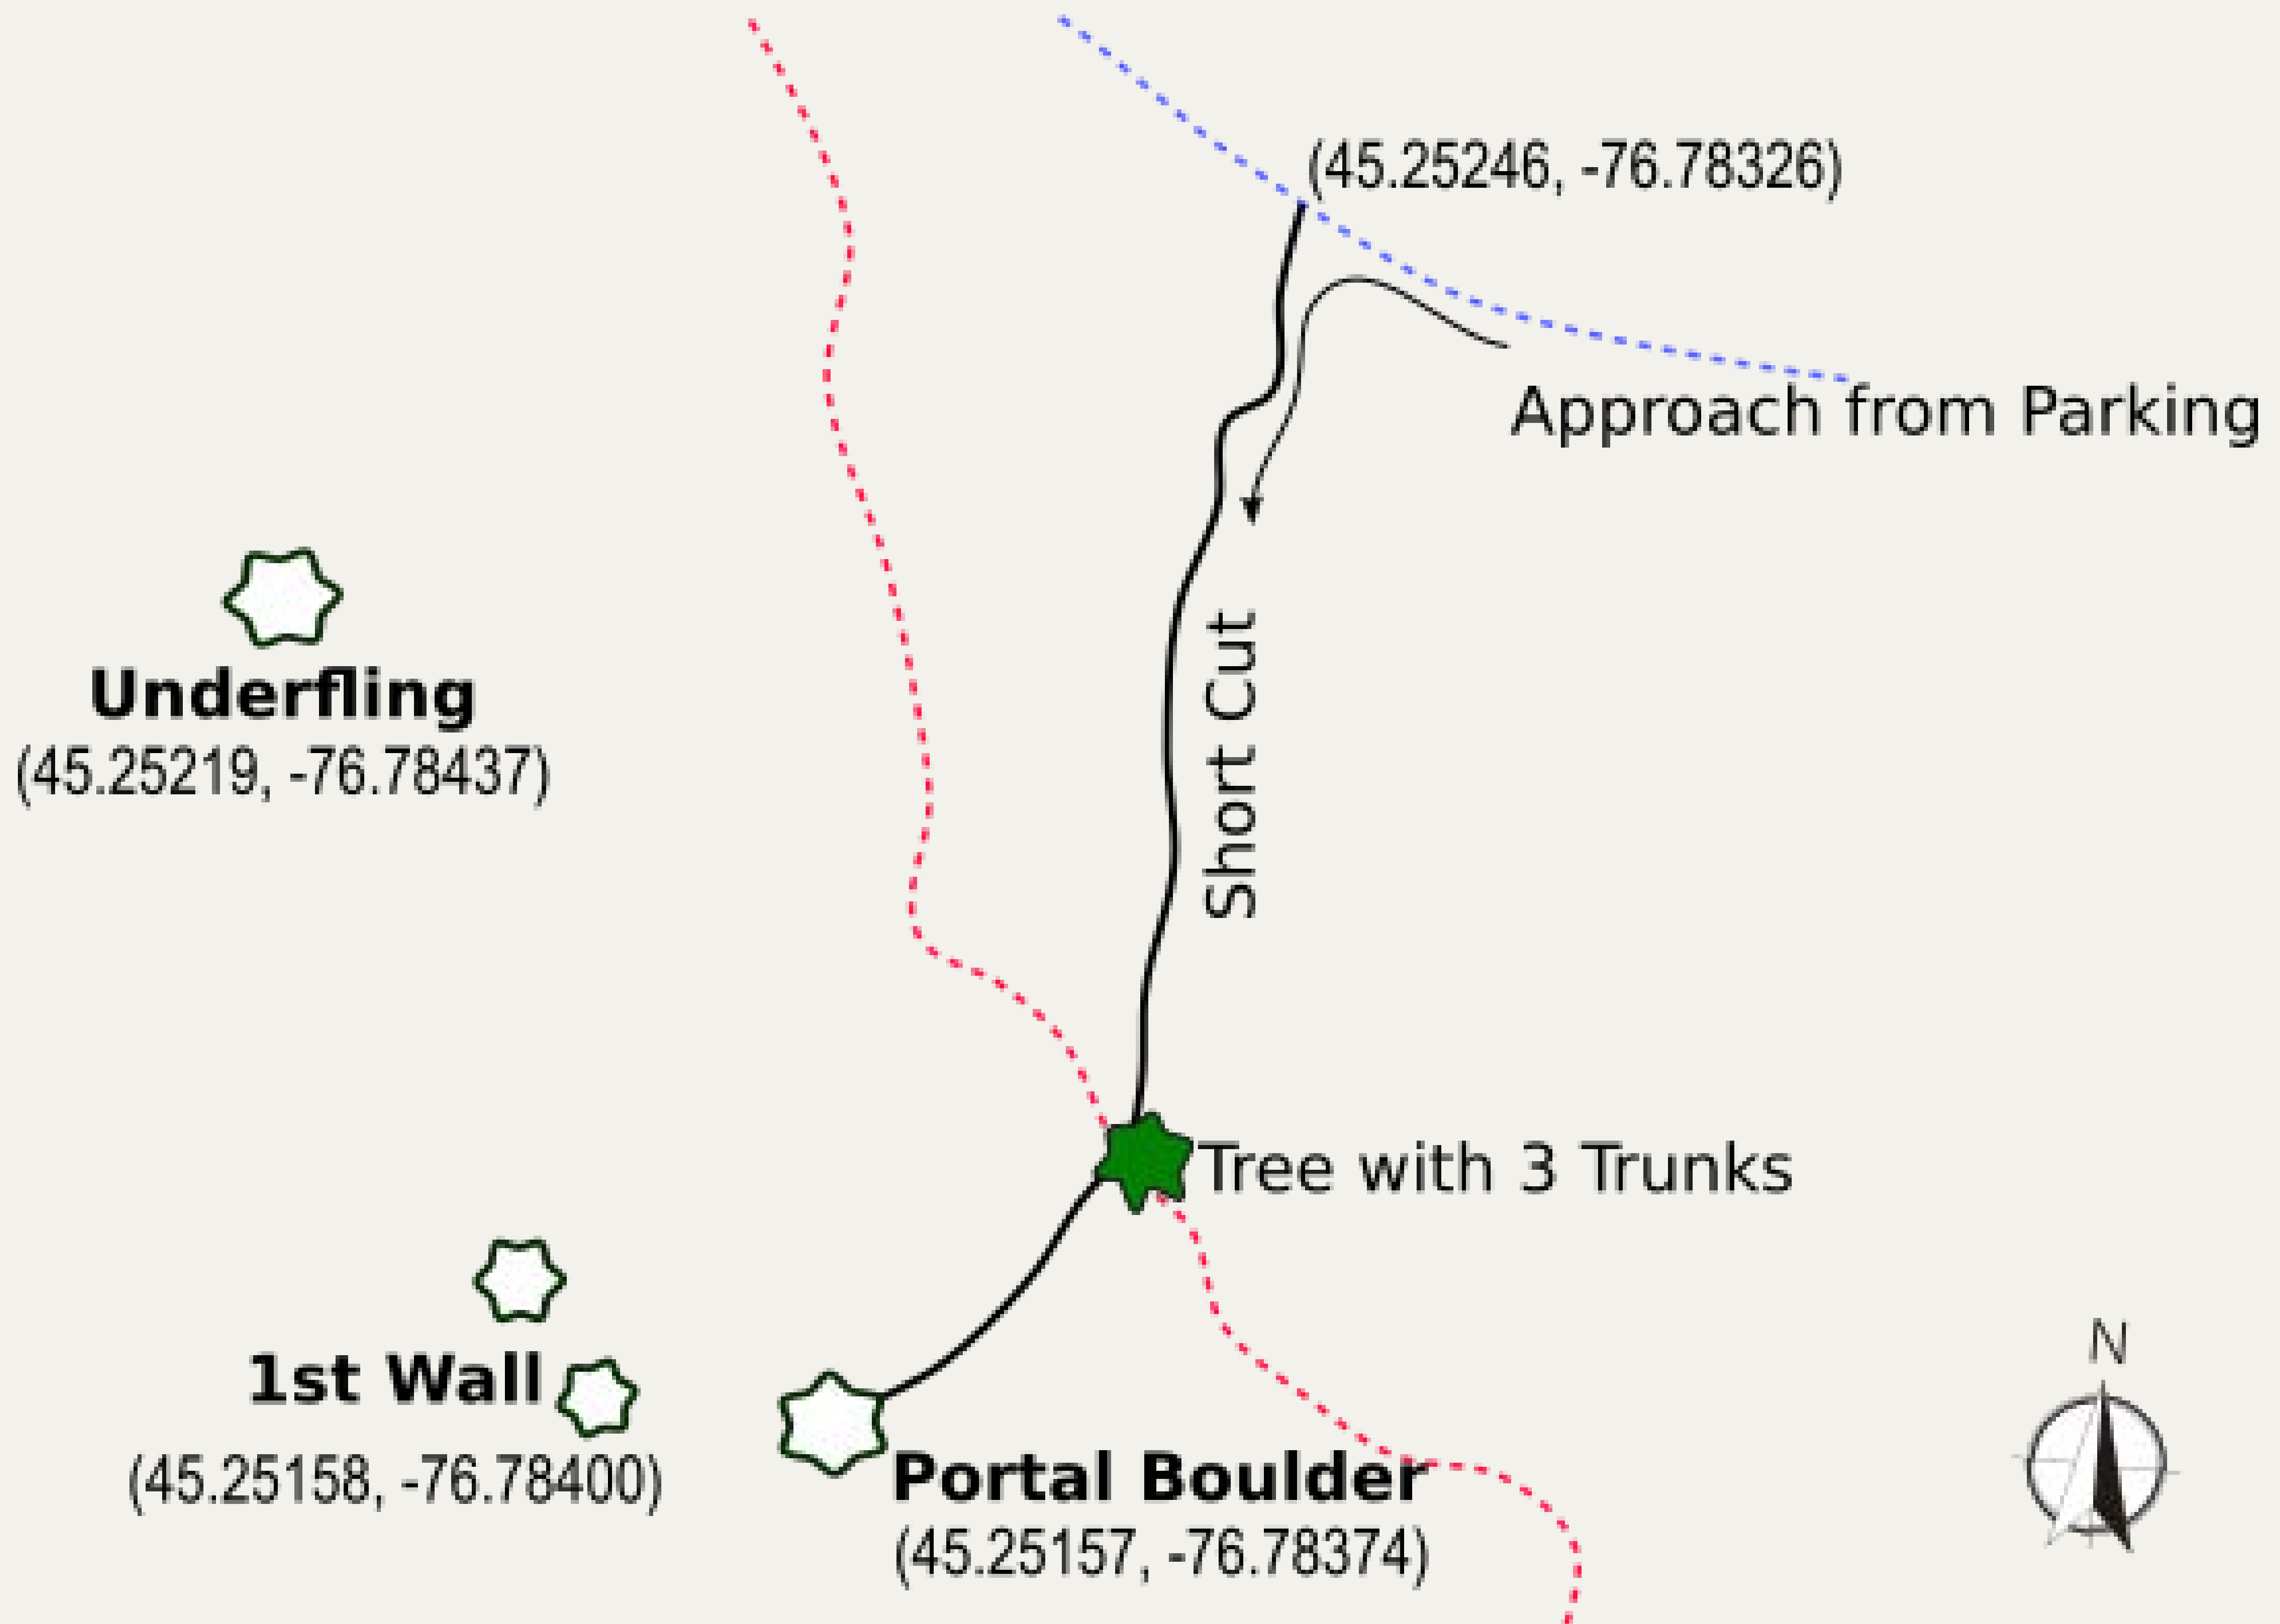 (45.25246, -76.78326)
Approach from Parking
Underfling
(45.25219, -76.78437)
Short Cut
Tree with 3 Trunks
1st Wall
(45.25158, -76.78400)
Portal Boulder
(45.25157, -76.78374)
N